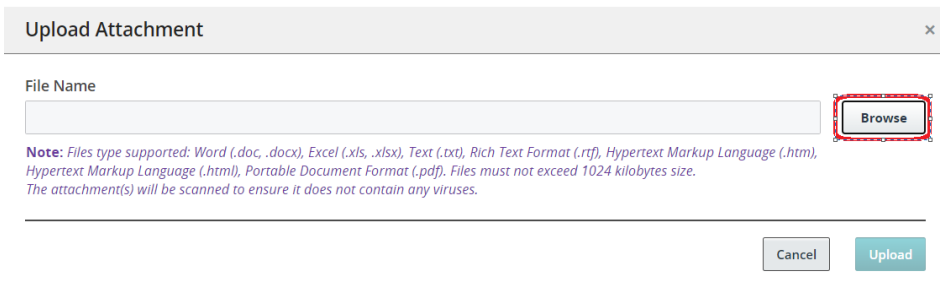 Upload Attachment
×
File Name
Browse
Note: Files type supported: Word (.doc, .docx), Excel (.xls, .xlsx), Text (.txt), Rich Text Format (.rtf), Hypertext Markup Language (.htm),
Hypertext Markup Language (.html), Portable Document Format (.pdf). Files must not exceed 1024 kilobytes size.
The attachment(s) will be scanned to ensure it does not contain any viruses.
Cancel
Upload